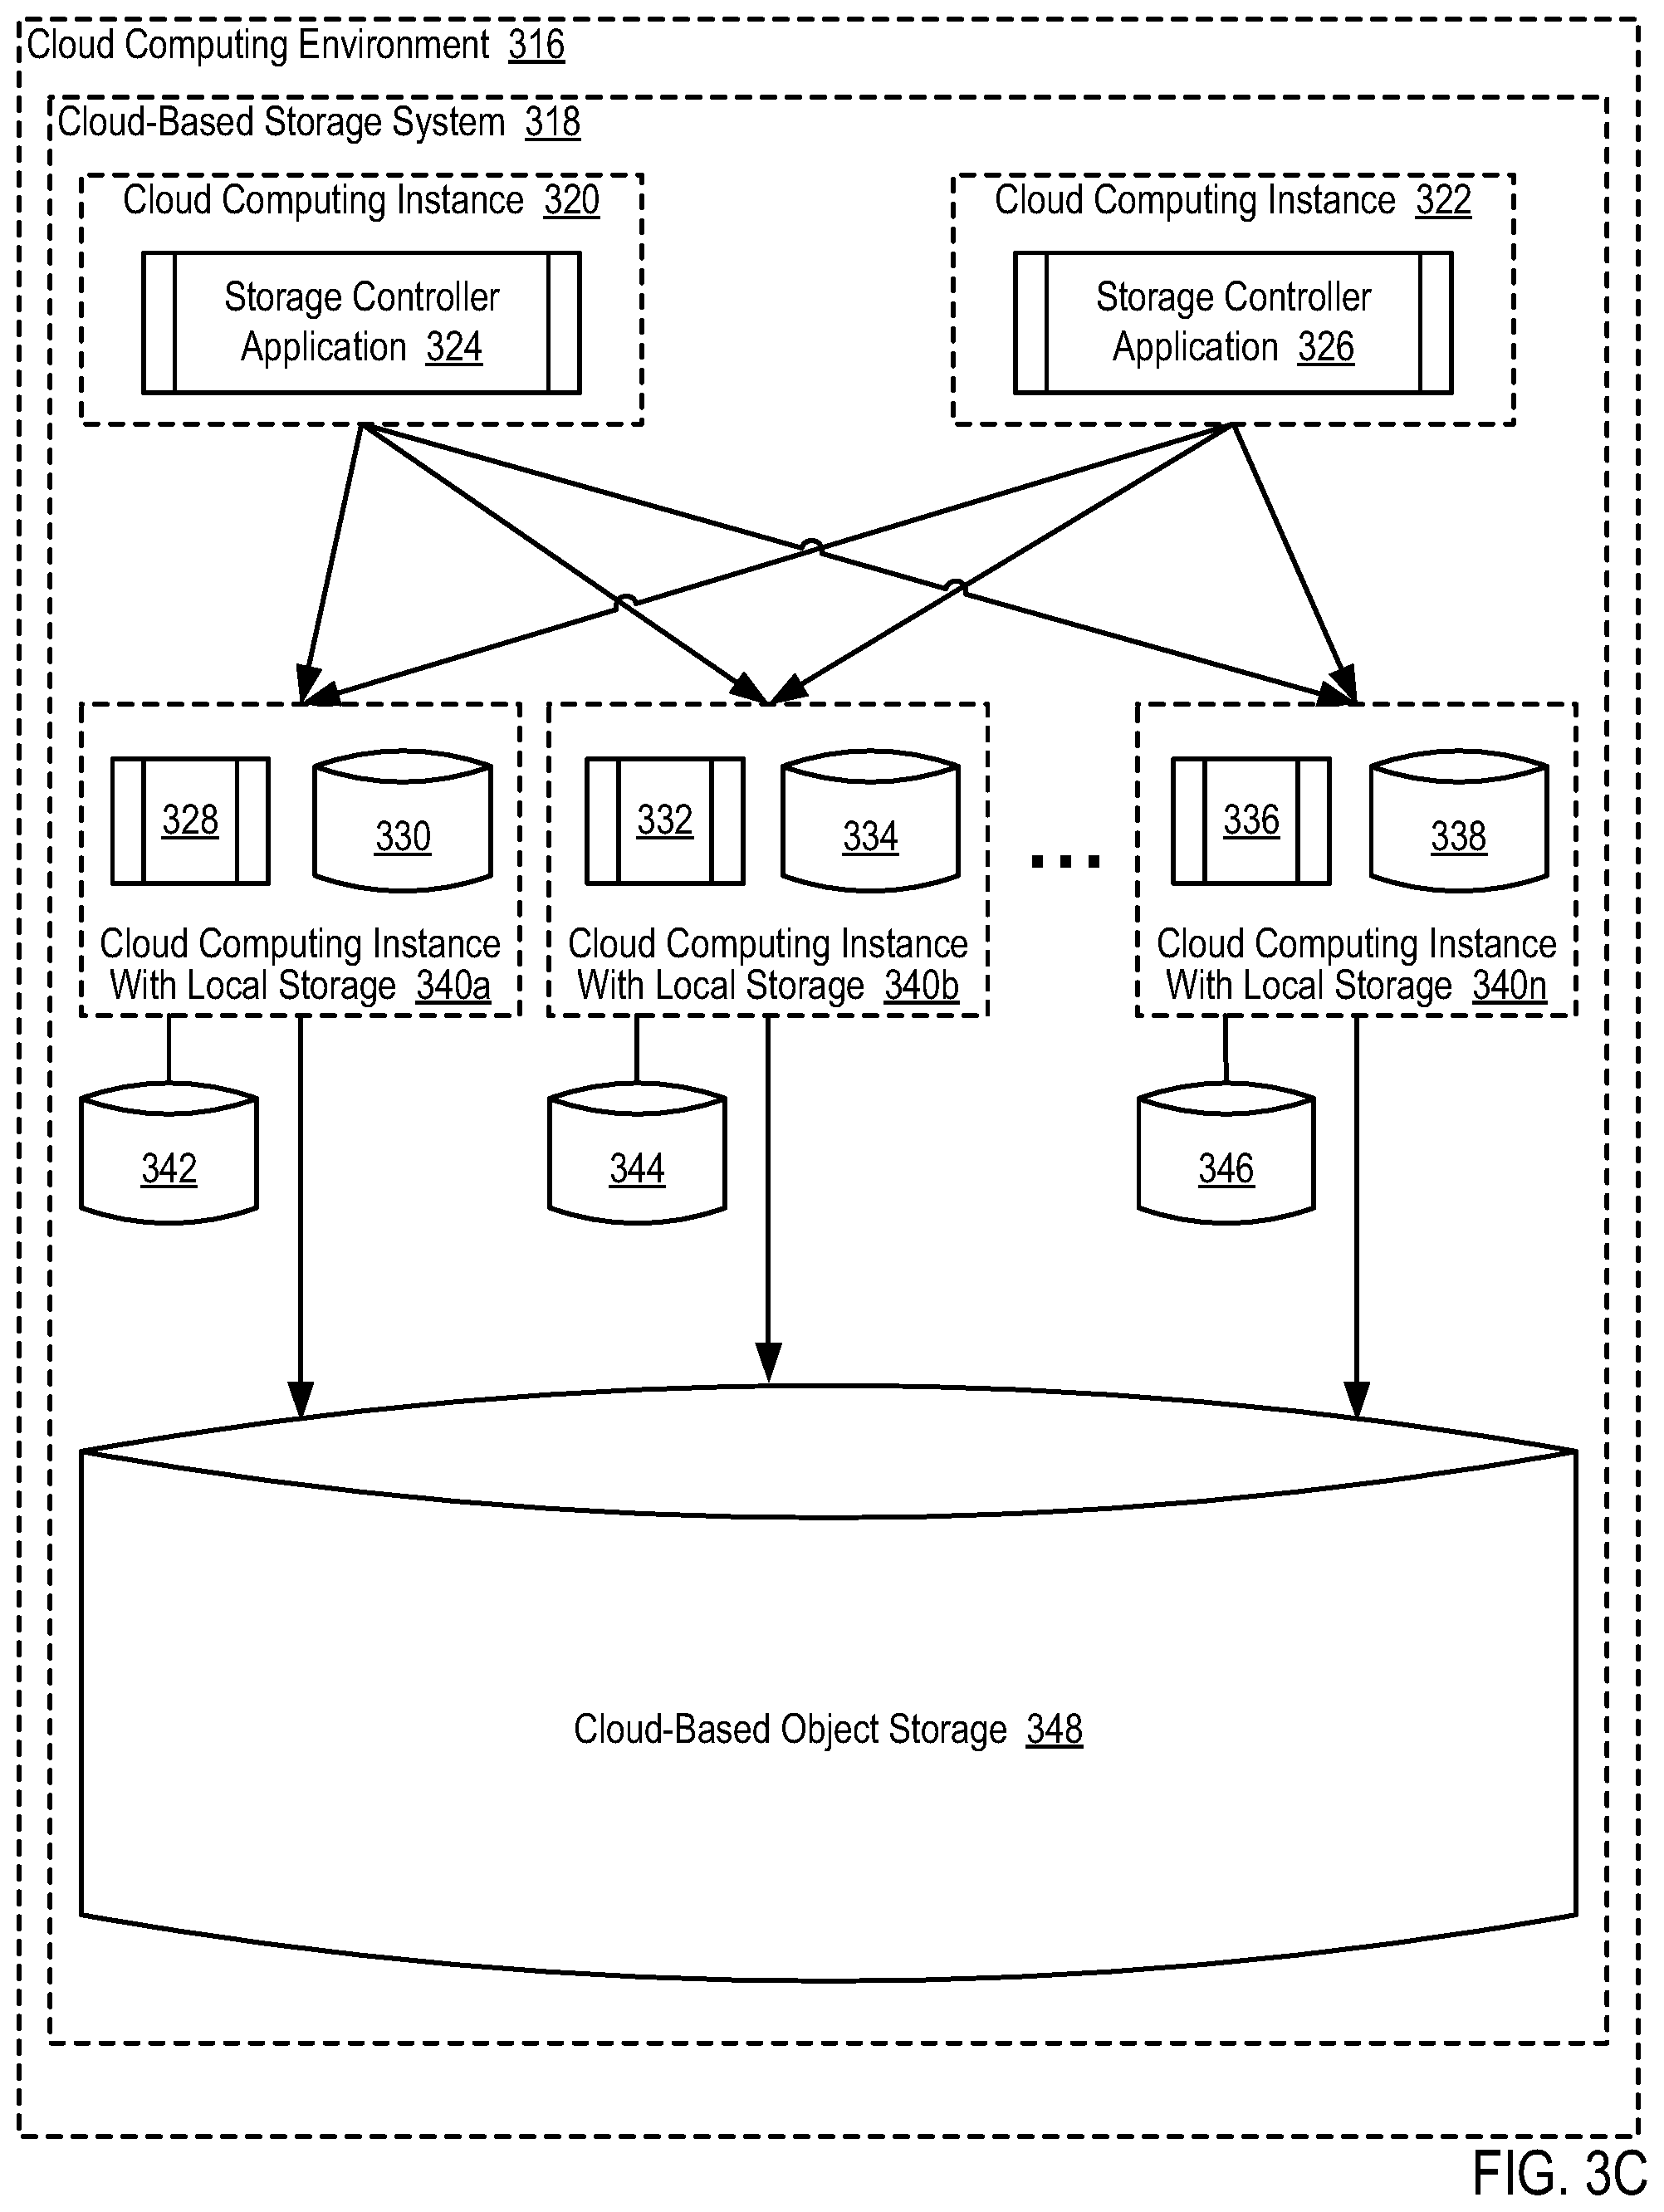 Cloud Computing Environment 316
Cloud-Based Storage System 318
Cloud Computing Instance 320
Storage Controller
Application 324
Cloud Computing Instance 322
Storage Controller
Application 326
328
330
Cloud Computing Instance
With Local Storage 340a
332
334
Cloud Computing Instance
With Local Storage 340b
...
336
338
Cloud Computing Instance
With Local Storage 340n
342
344
346
Cloud-Based Object Storage 348
FIG. 3C